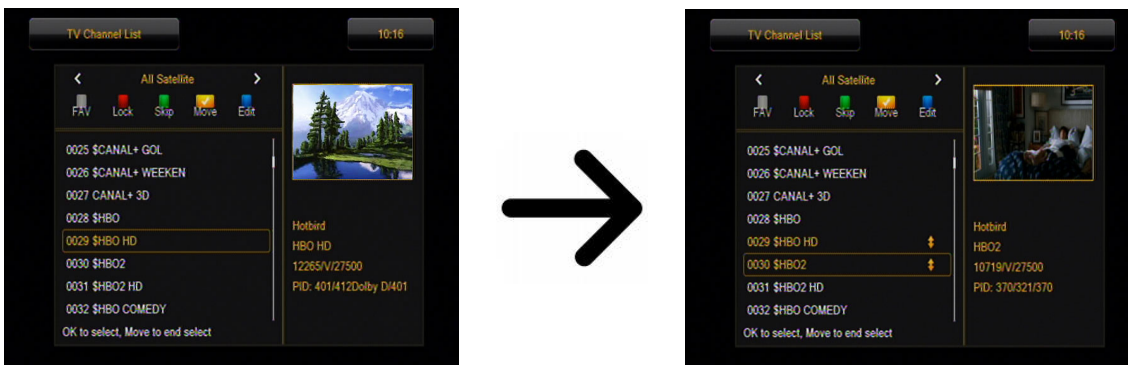 TV Channel List
10:16
All Satellite
FAV Lock Skip Move Edit
0025 $CANAL+ GOL
0026 $CANAL+ WEEKEN
0027 CANAL+ 3D
0028 $HBO
0029 $HBO HD
0030 $HBO2
0031 $HBO2 HD
0032 $HBO COMEDY
OK to select, Move to end select
Hotbird
HBO HD
12265/V/27500
PID: 401/412Dolby D/401
TV Channel List
10:16
All Satellite
FAV Lock Skip Move Edit
0025 $CANAL+ GOL
0026 $CANAL+ WEEKEN
0027 CANAL+ 3D
0028 $HBO
0029 $HBO HD
0030 $HBO2
0031 $HBO2 HD
0032 $HBO COMEDY
OK to select, Move to end select
Hotbird
HBO2
10719/V/27500
PID: 370/321/370